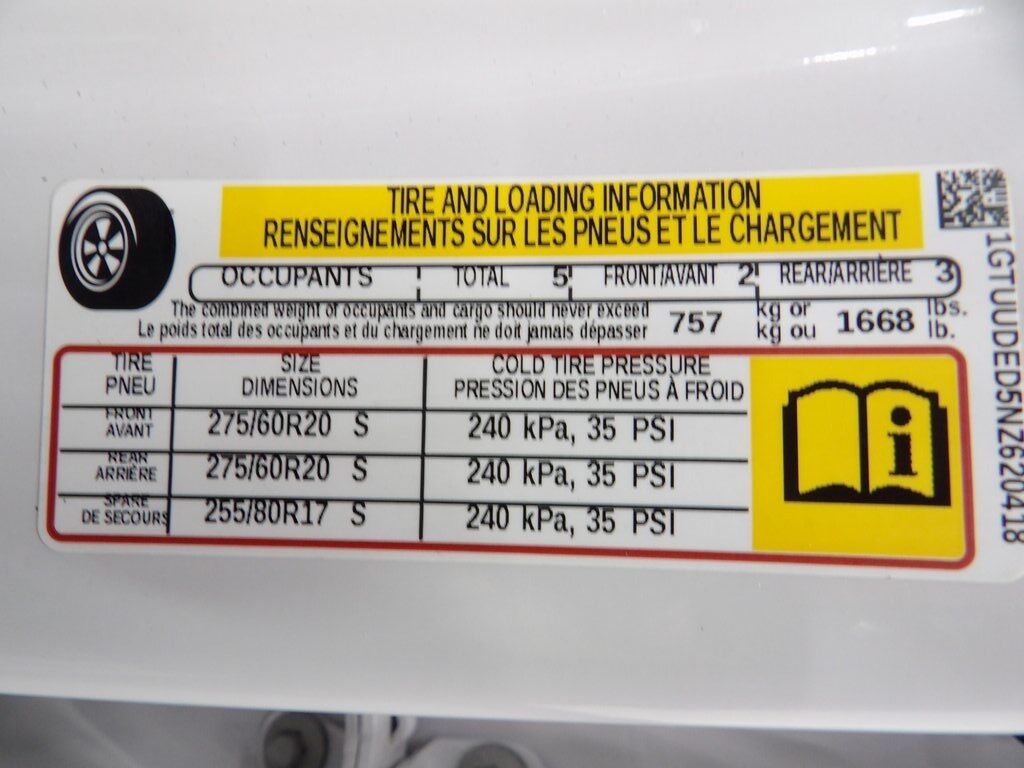 TIRE AND LOADING INFORMATION
RENSEIGNEMENTS SUR LES PNEUS ET LE CHARGEMENT
OCCUPANTS TOTAL 5 FRONT/AVANT 2 REAR/ARRIÈRE 3
The combined weight of occupants and cargo should never exceed 757 kg or 1668 lbs.
Le poids total des occupants et du chargement ne doit jamais dépasser kg ou lb.
TIRE SIZE COLD TIRE PRESSURE
PNEU DIMENSIONS PRESSION DES PNEUS À FROID
FRONT
AVANT 275/60R20 S 240 kPa, 35 PSI
REAR
ARRIÈRE 275/60R20 S 240 kPa, 35 PSI
SPARE
DE SECOURS 255/80R17 S 240 kPa, 35 PSI
i
1GTUUDED5NZ620418